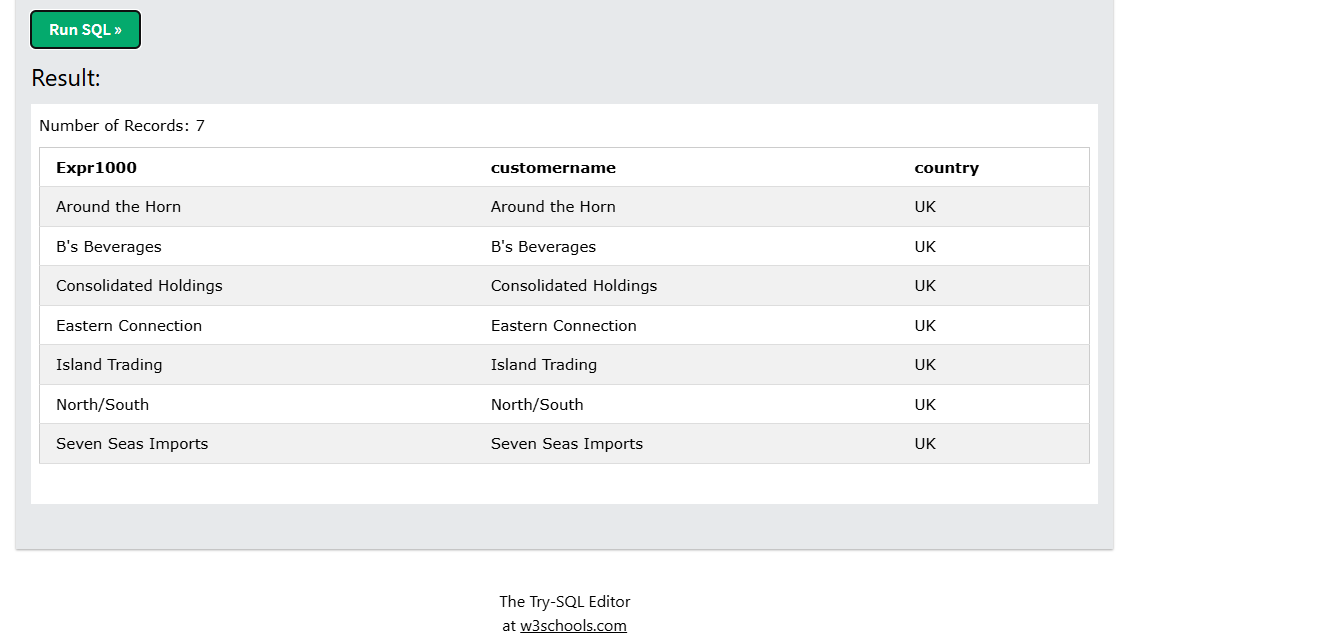 Run SQL »
Result:
Number of Records: 7
Expr1000 customername country
Around the Horn Around the Horn UK
B's Beverages B's Beverages UK
Consolidated Holdings Consolidated Holdings UK
Eastern Connection Eastern Connection UK
Island Trading Island Trading UK
North/South North/South UK
Seven Seas Imports Seven Seas Imports UK
The Try-SQL Editor
at w3schools.com